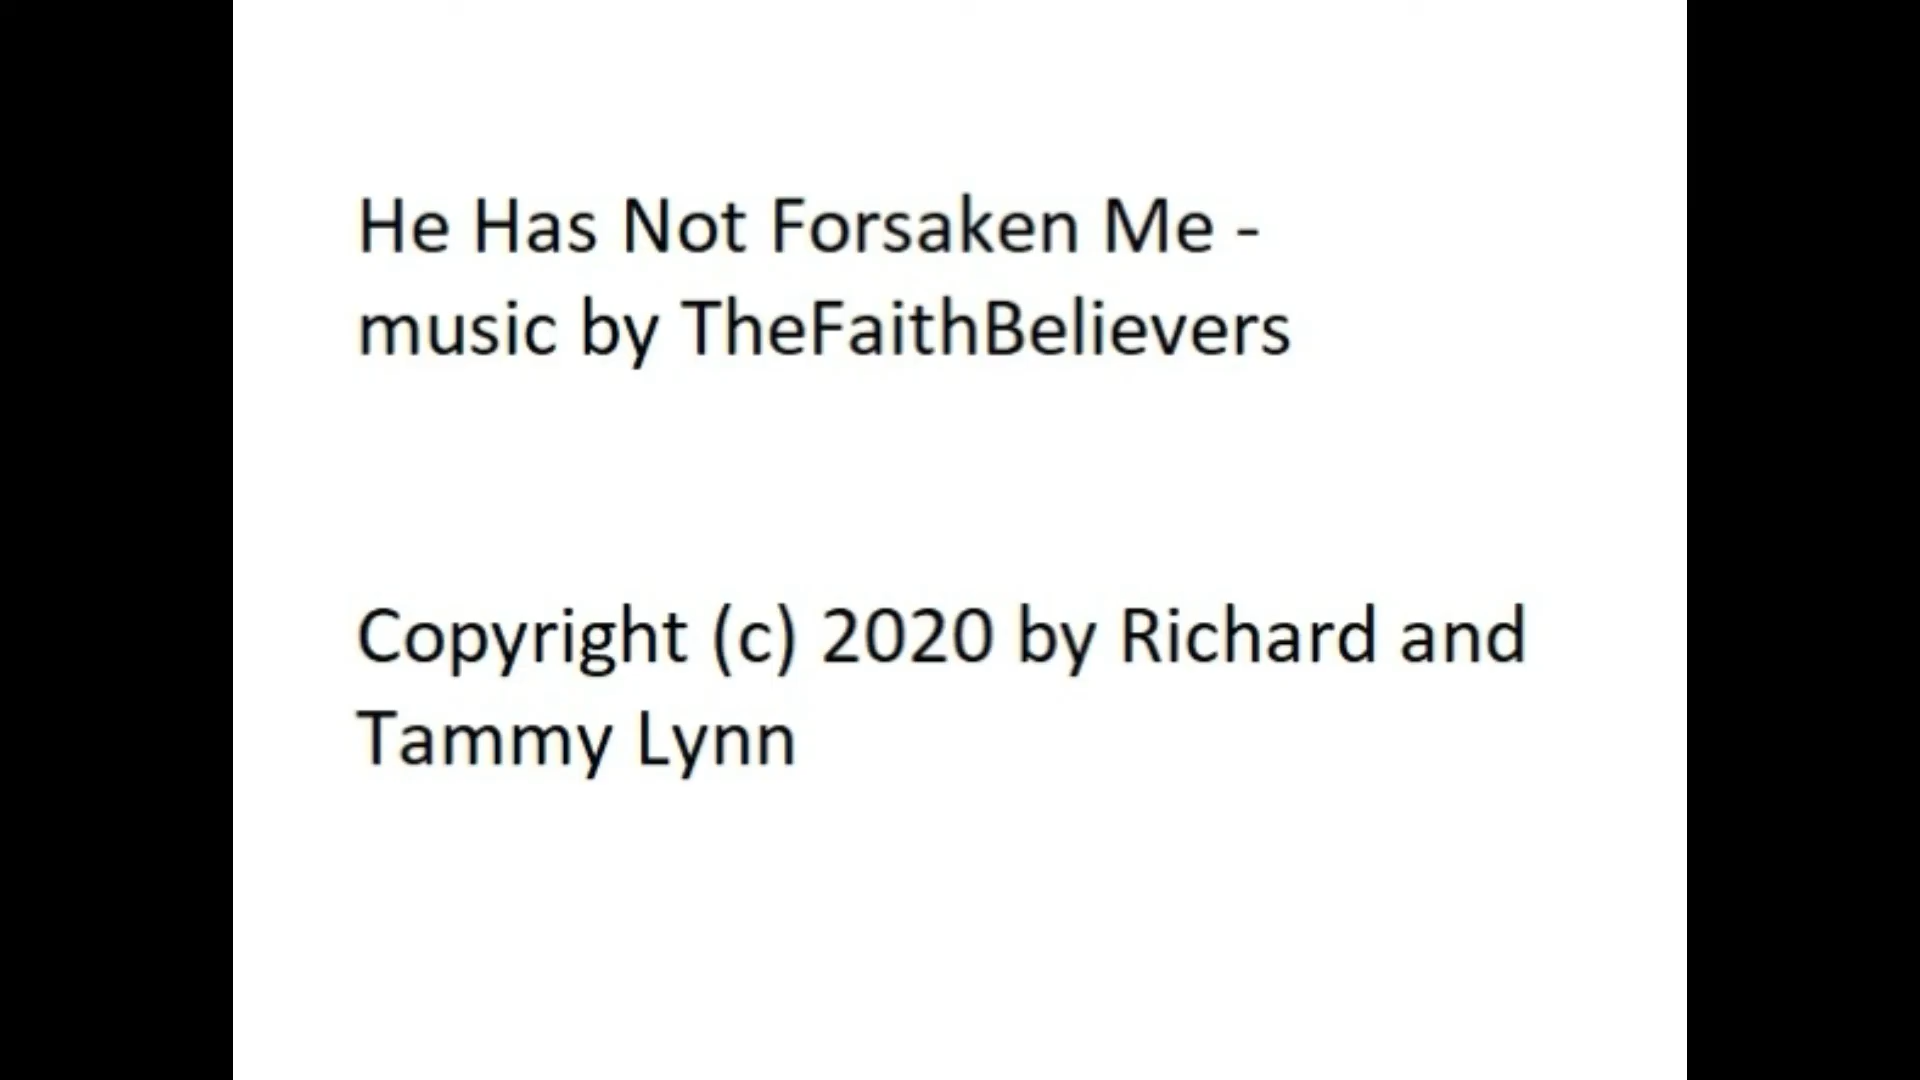 He Has Not Forsaken Me -
music by TheFaithBelievers
Copyright (c) 2020 by Richard and
Tammy Lynn